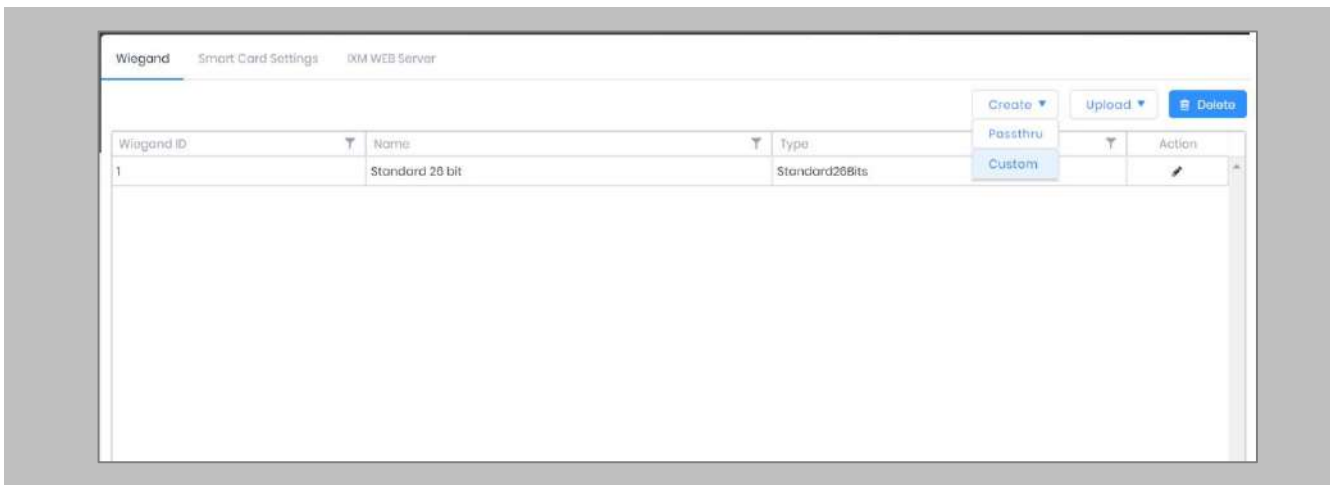 Wiegand Smart Card Settings IXM WEB Server
Create Upload Delete
Passthru
Custom
Wiegand ID Name Type Action
1 Standard 26 bit Standard26Bits